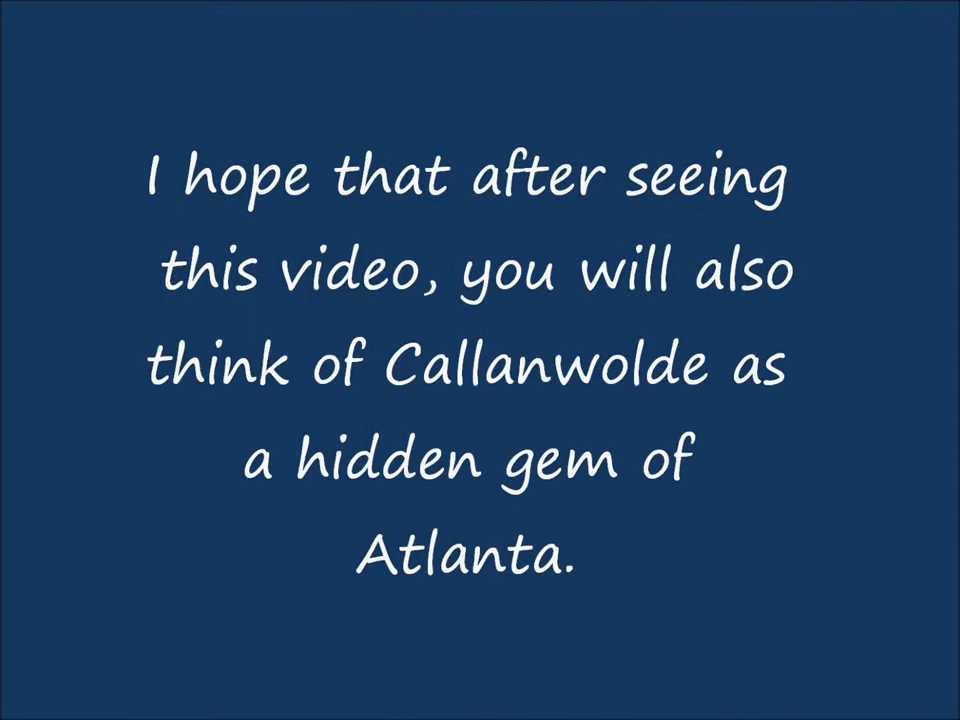 I hope that after seeing
this video, you will also
think of Callanwolde as
a hidden gem of
Atlanta.